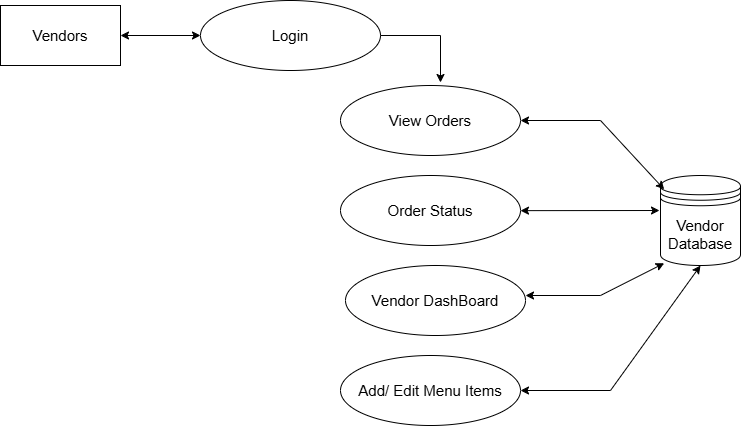 Vendors
Login
View Orders
Order Status
Vendor
Database
Vendor DashBoard
Add/ Edit Menu Items